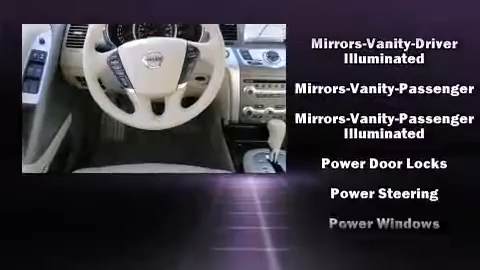 Mirrors-Vanity-Driver
Illuminated
Mirrors-Vanity-Passenger
Mirrors-Vanity-Passenger
Illuminated
Power Door Locks
Power Steering
Power Windows